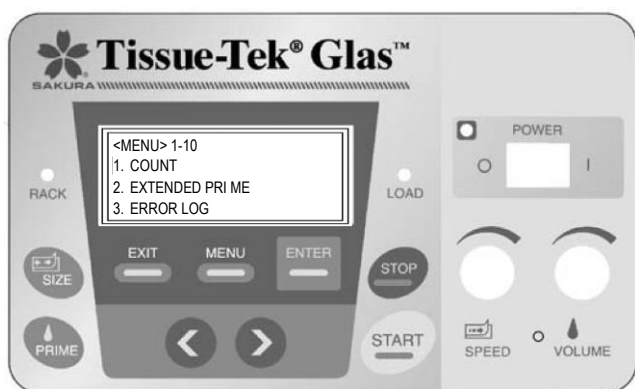 Tissue-Tek® Glas™
SAKURA
<MENU> 1-10
1. COUNT
2. EXTENDED PRI ME
3. ERROR LOG
RACK
LOAD
EXIT
MENU
ENTER
SIZE
STOP
PRIME
START
POWER
O
I
SPEED
VOLUME